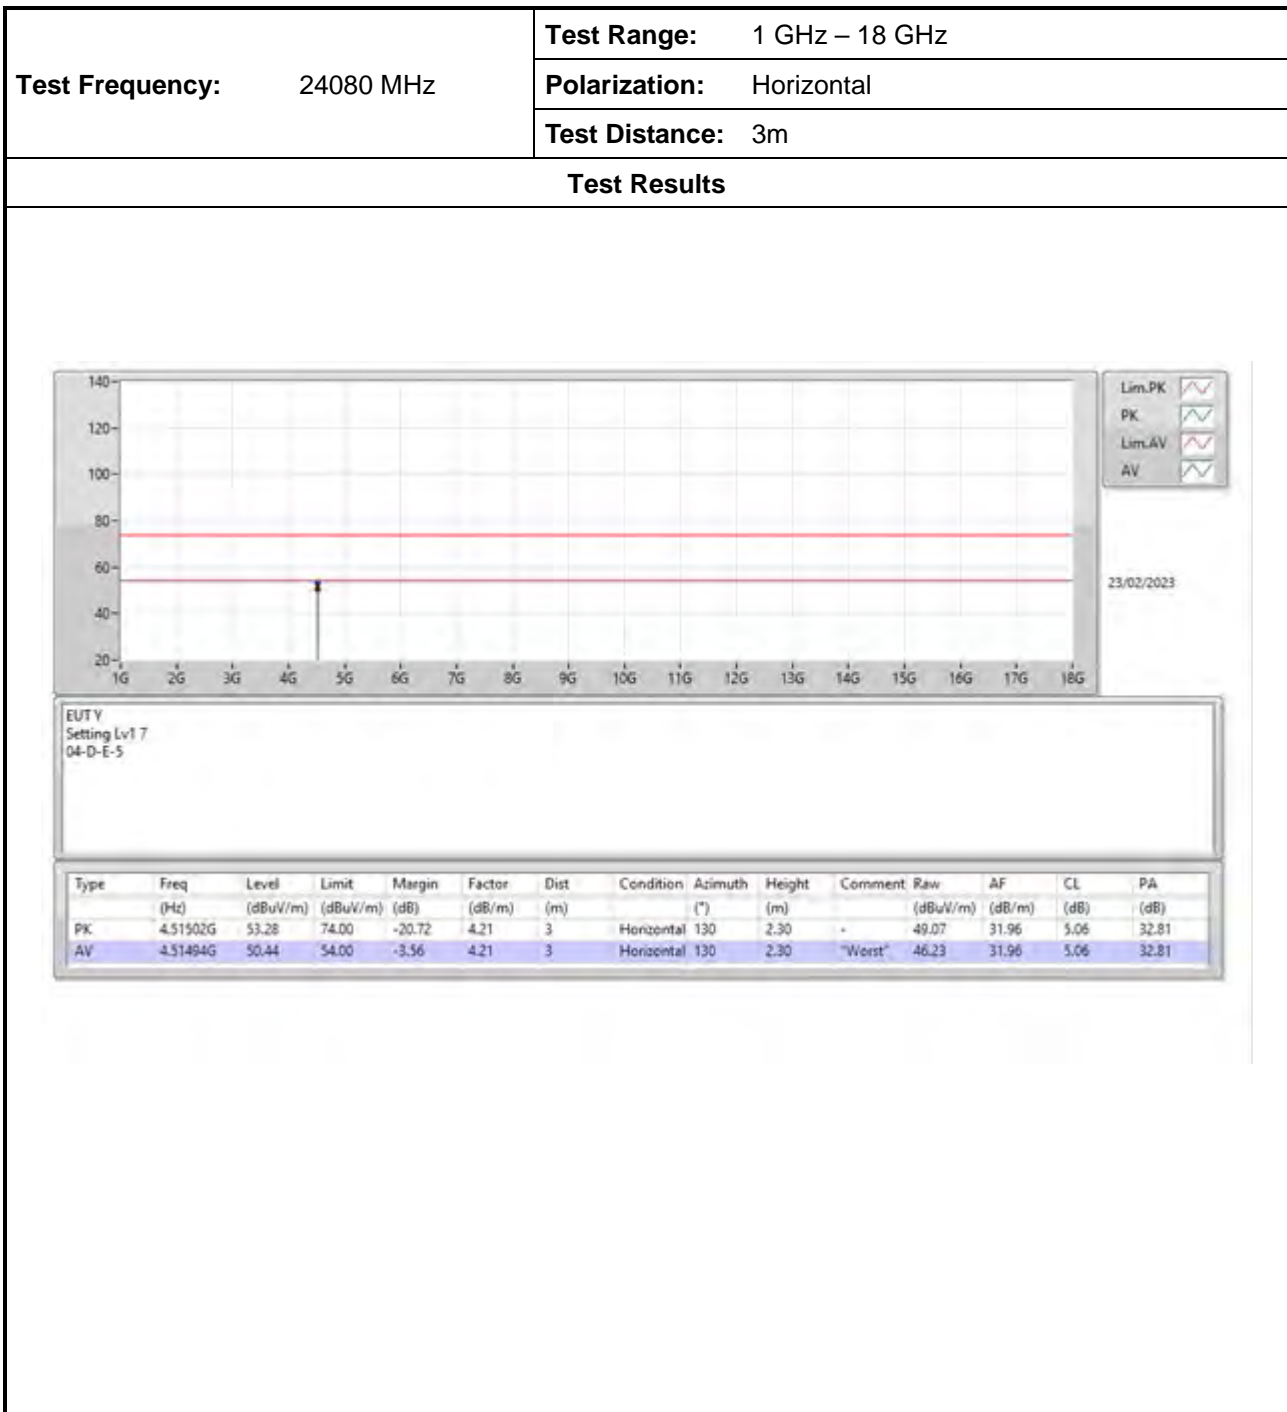 Test Frequency: 24080 MHz
Test Range: 1 GHz – 18 GHz
Polarization: Horizontal
Test Distance: 3m
Test Results
140
120
100
80
60
40
20
1G 2G 3G 4G 5G 6G 7G 8G 9G 10G 11G 12G 13G 14G 15G 16G 17G 18G
Lim.PK
PK
Lim.AV
AV
23/02/2023
EUT Y
Setting Lv1 7
04-D-E-5
Type Freq Level Limit Margin Factor Dist Condition Azimuth Height Comment Raw AF CL PA
(Hz) (dBuV/m) (dBuV/m) (dB) (dB/m) (m) (°) (m) (dBuV/m) (dB/m) (dB) (dB)
PK 4.51502G 53.28 74.00 -20.72 4.21 3 Horizontal 130 2.30 - 49.07 31.96 5.06 32.81
AV 4.51494G 50.44 54.00 -3.56 4.21 3 Horizontal 130 2.30 "Worst" 46.23 31.96 5.06 32.81